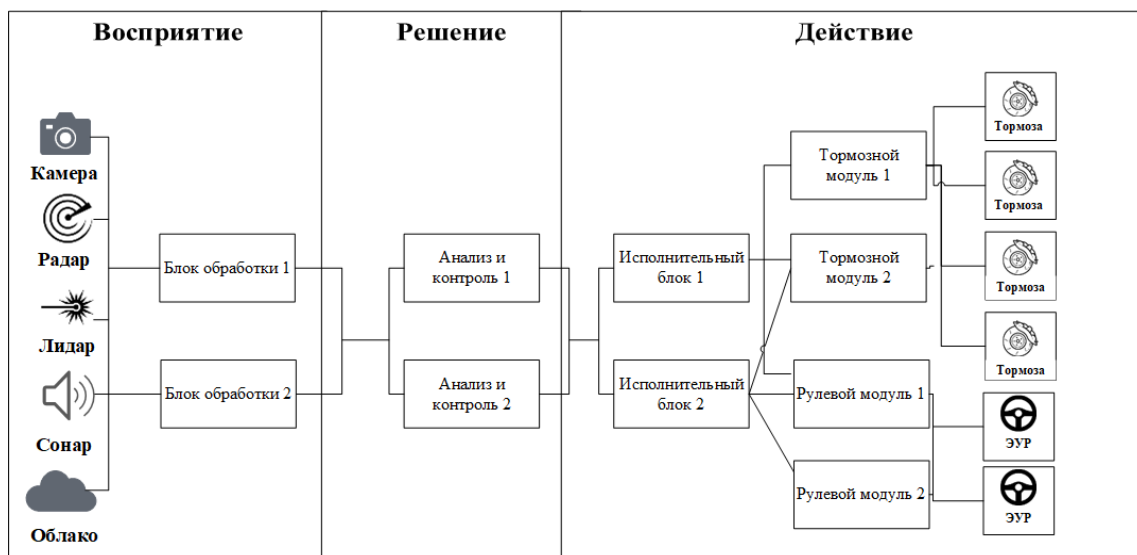 Восприятие
Решение
Действие
Камера
Радар
Лидар
Сонар
Облако
Блок обработки 1
Блок обработки 2
Анализ и
контроль 1
Анализ и
контроль 2
Исполнительный
блок 1
Исполнительный
блок 2
Тормозной
модуль 1
Тормозной
модуль 2
Рулевой модуль 1
Рулевой модуль 2
Тормоза
Тормоза
Тормоза
Тормоза
ЭУР
ЭУР